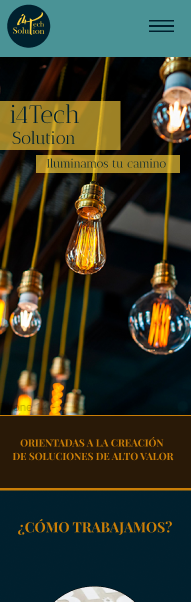 i4Tech
Solution
i4Tech
Solution
Iluminamos tu camino
ORIENTADAS A LA CREACIÓN
DE SOLUCIONES DE ALTO VALOR
¿CÓMO TRABAJAMOS?